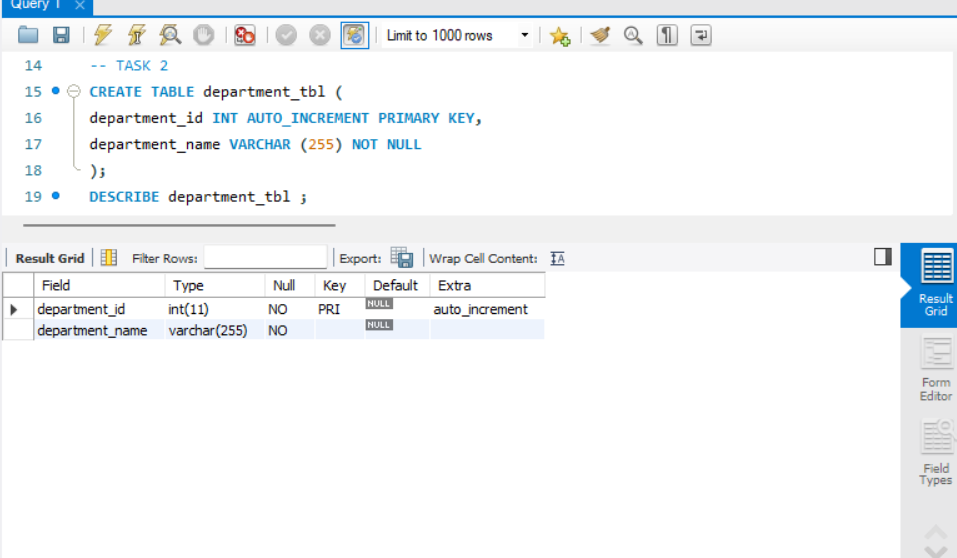 Query 1
Limit to 1000 rows
14 -- TASK 2
15 CREATE TABLE department_tbl (
16 department_id INT AUTO_INCREMENT PRIMARY KEY,
17 department_name VARCHAR (255) NOT NULL
18 );
19 DESCRIBE department_tbl ;
Result Grid Filter Rows: Export: Wrap Cell Content: IA
Field Type Null Key Default Extra
department_id int(11) NO PRI NULL auto_increment
department_name varchar(255) NO NULL
Result
Grid
Form
Editor
Field
Types